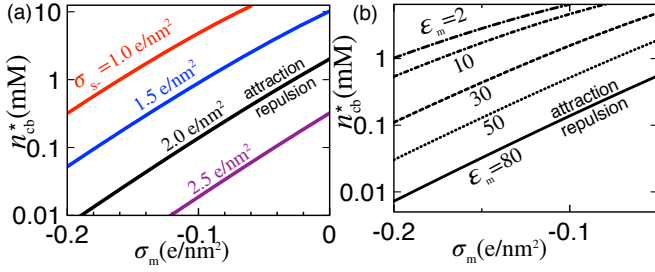 (a)
n*cb(mM)
10
1
0.1
0.01
σs-=1.0 e/nm²
1.5 e/nm²
2.0 e/nm²
2.5 e/nm²
attraction
repulsion
-0.2
-0.1
0
σm(e/nm²)
(b)
n*cb(mM)
1
0.1
0.01
εm=2
10
30
50
εm=80
attraction
repulsion
-0.2
-0.1
σm(e/nm²)